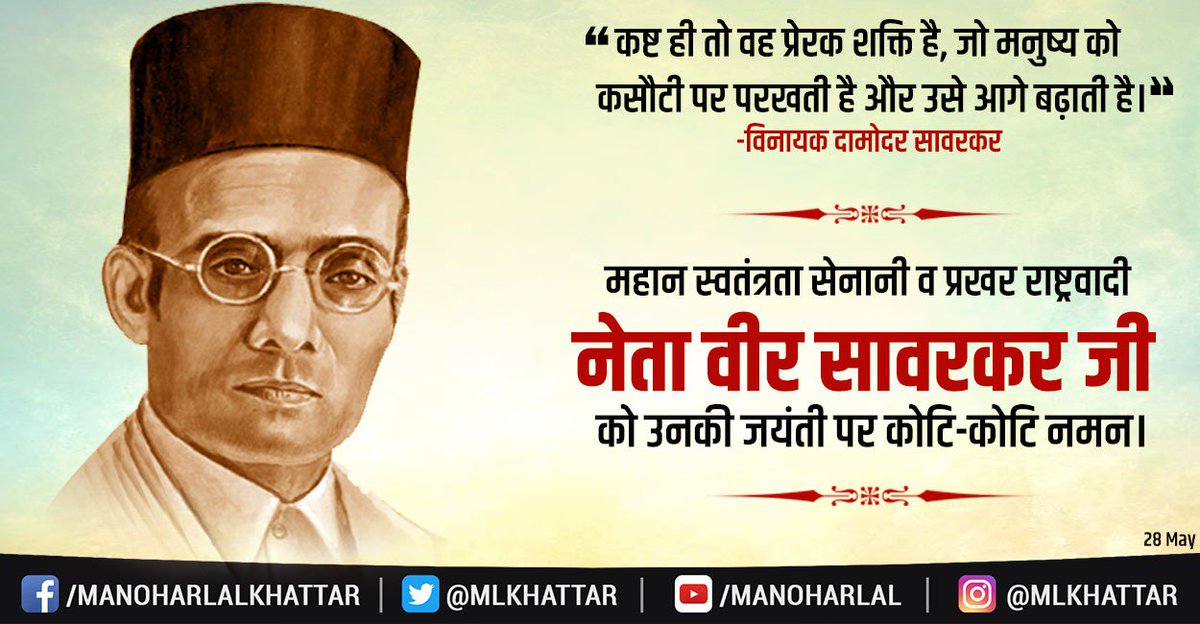 “ कष्ट ही तो वह प्रेरक शक्ति है, जो मनुष्य को
कसौटी पर परखती है और उसे आगे बढ़ाती है। ”
-विनायक दामोदर सावरकर
महान स्वतंत्रता सेनानी व प्रखर राष्ट्रवादी
नेता वीर सावरकर जी
को उनकी जयंती पर कोटि-कोटि नमन।
28 May
/MANOHARLALKHATTAR | @MLKHATTAR | /MANOHARLAL | @MLKHATTAR